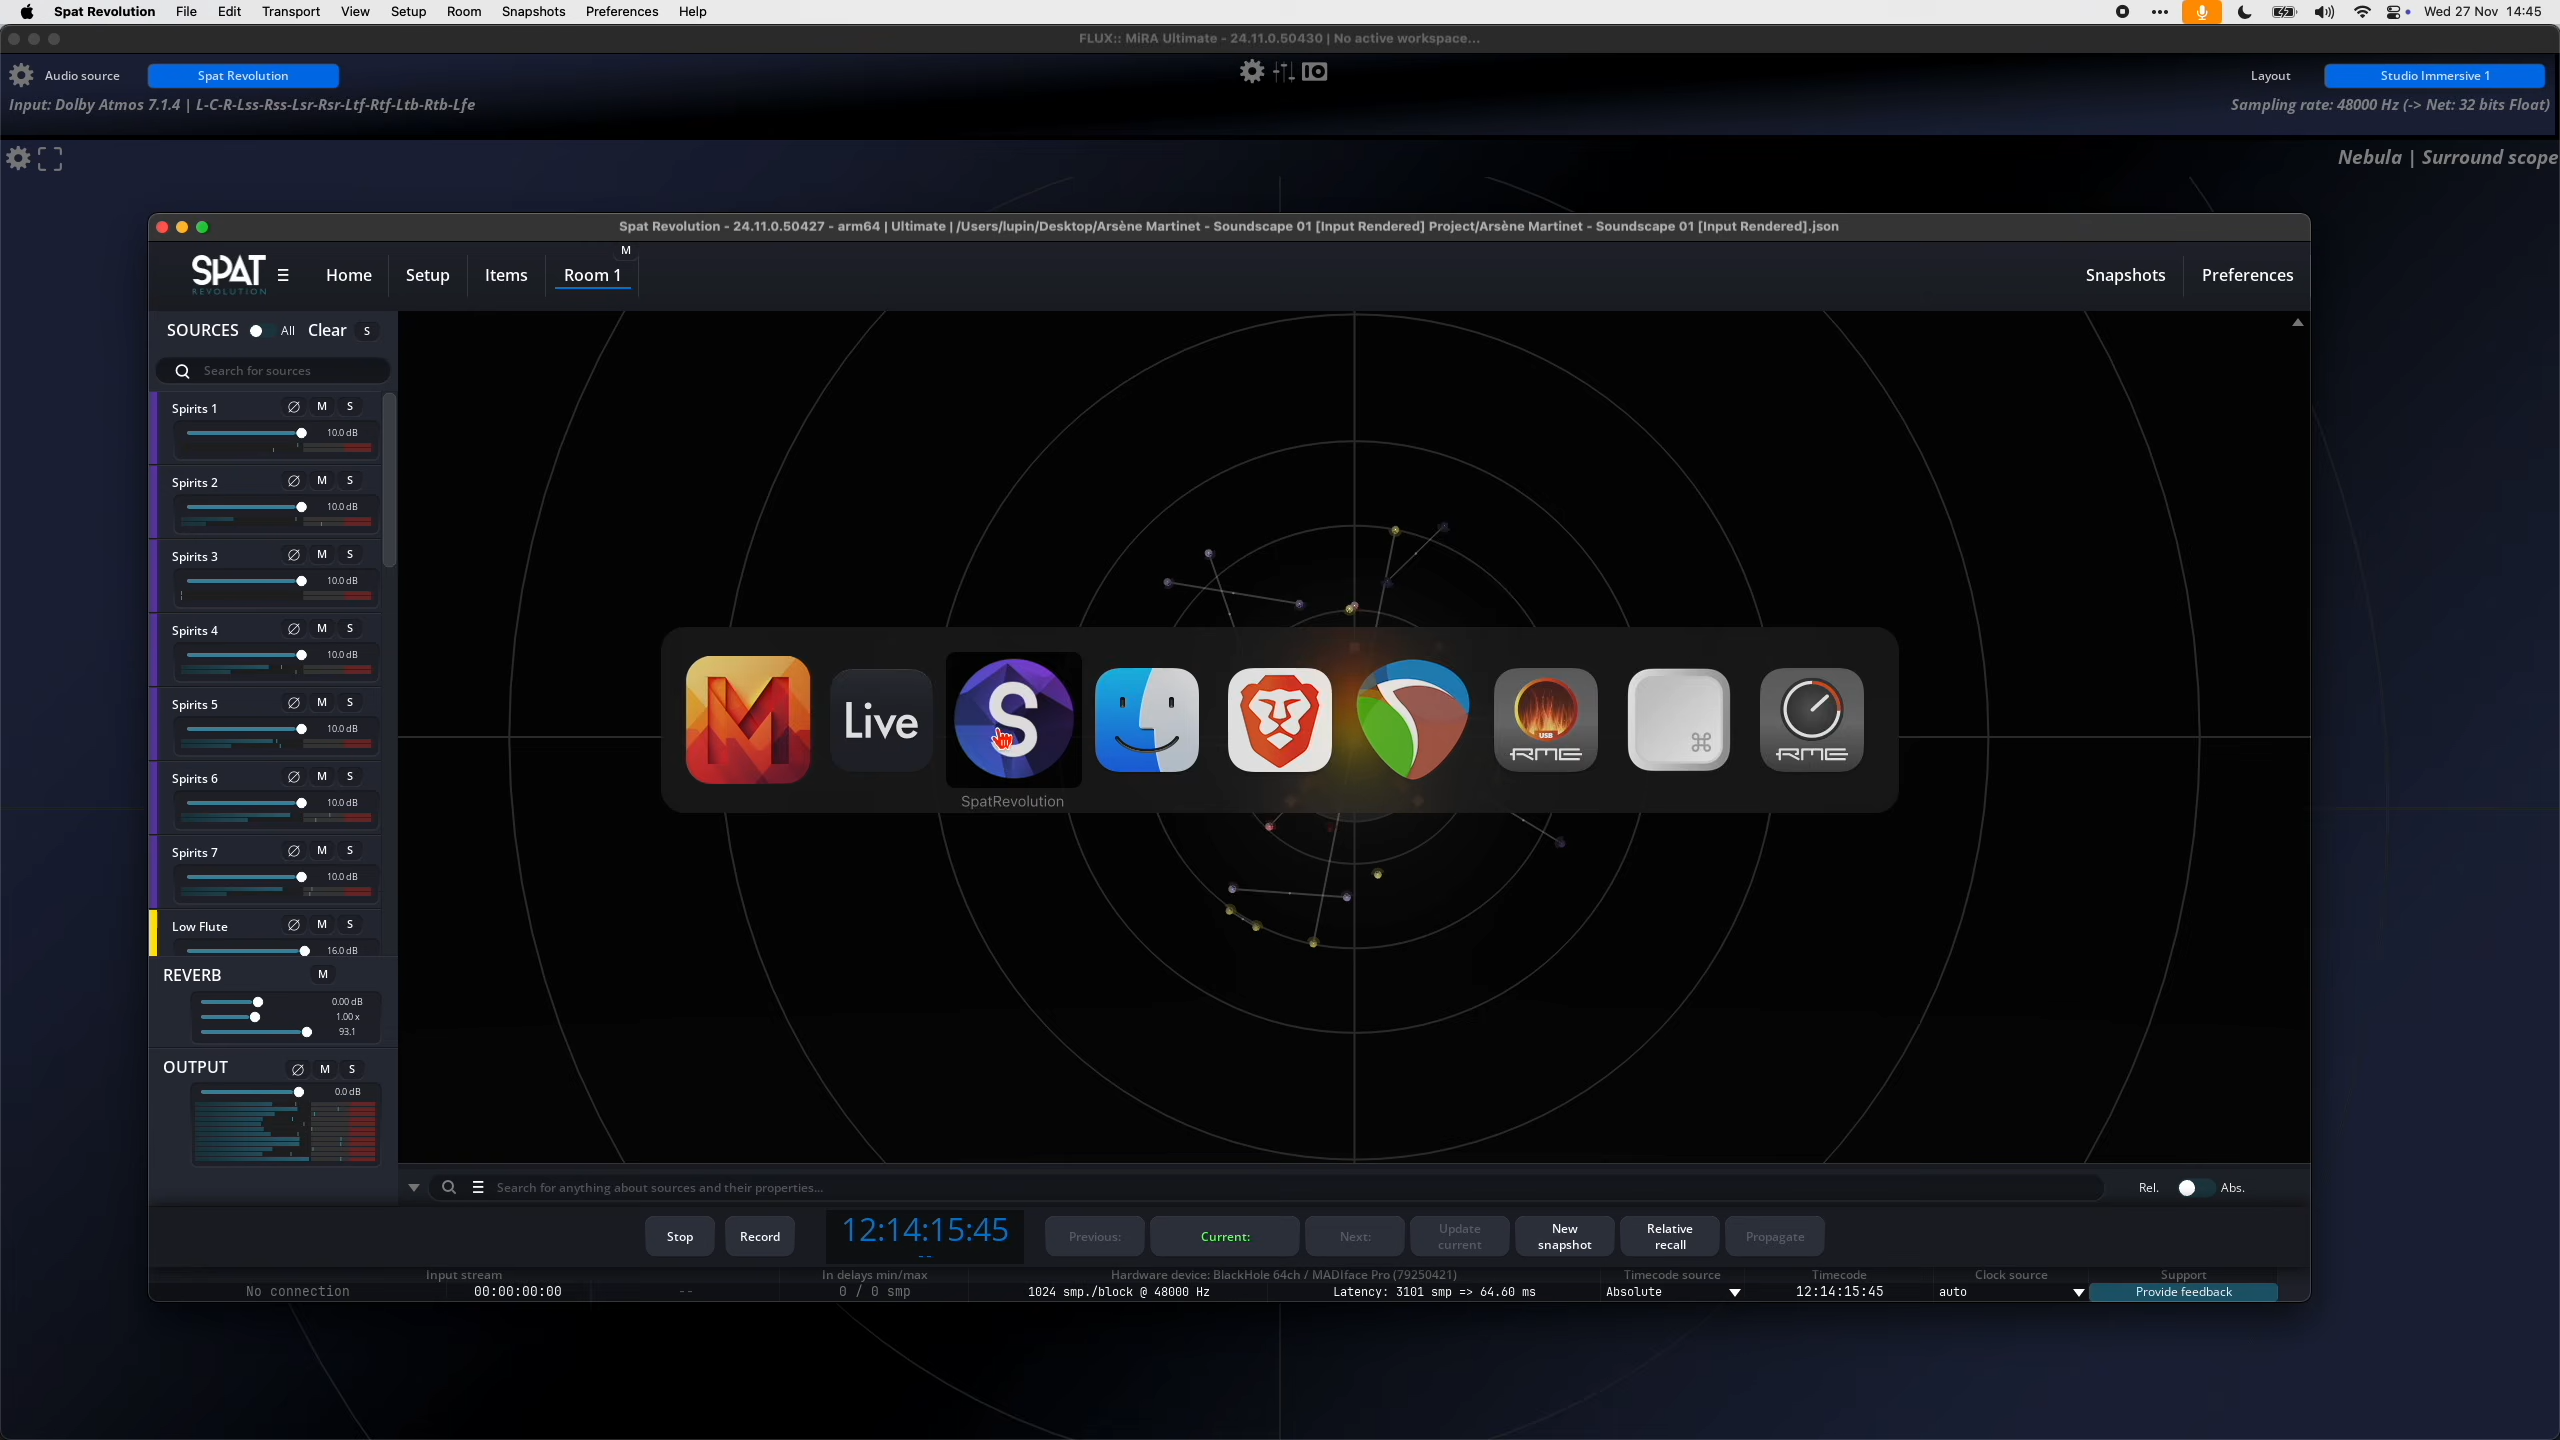 Spat Revolution File Edit Transport View Setup Room Snapshots Preferences Help
Wed 27 Nov 14:45
FLUX:: MiRA Ultimate - 24.11.0.50430 | No active workspace...
Audio source Spat Revolution
Layout Studio Immersive 1
Input: Dolby Atmos 7.1.4 | L-C-R-Lss-Rss-Lsr-Rsr-Ltf-Rtf-Ltb-Rtb-Lfe
Sampling rate: 48000 Hz (-> Net: 32 bits Float)
Nebula | Surround scope
Spat Revolution - 24.11.0.50427 - arm64 | Ultimate | /Users/lupin/Desktop/Arsène Martinet - Soundscape 01 [Input Rendered] Project/Arsène Martinet - Soundscape 01 [Input Rendered].json
M
SPAT REVOLUTION
Home Setup Items Room 1
Snapshots Preferences
SOURCES All Clear S
Search for sources
Spirits 1 M S
10.0 dB
Spirits 2 M S
10.0 dB
Spirits 3 M S
10.0 dB
Spirits 4 M S
10.0 dB
Spirits 5 M S
10.0 dB
Spirits 6 M S
10.0 dB
Spirits 7 M S
10.0 dB
Low Flute M S
16.0 dB
M Live S USB RME ⌘ RME
SpatRevolution
REVERB M
0.00 dB
1.00 x
93.1
OUTPUT M S
0.0 dB
Search for anything about sources and their properties...
Rel. Abs.
Stop Record 12:14:15:45 --
Previous: Current: Next: Update current New snapshot Relative recall Propagate
Input stream In delays min/max Hardware device: BlackHole 64ch / MADIface Pro (79250421) Timecode source Timecode Clock source Support
No connection 00:00:00:00 -- 0 / 0 smp 1024 smp./block @ 48000 Hz Latency: 3101 smp => 64.60 ms Absolute 12:14:15:45 auto Provide feedback